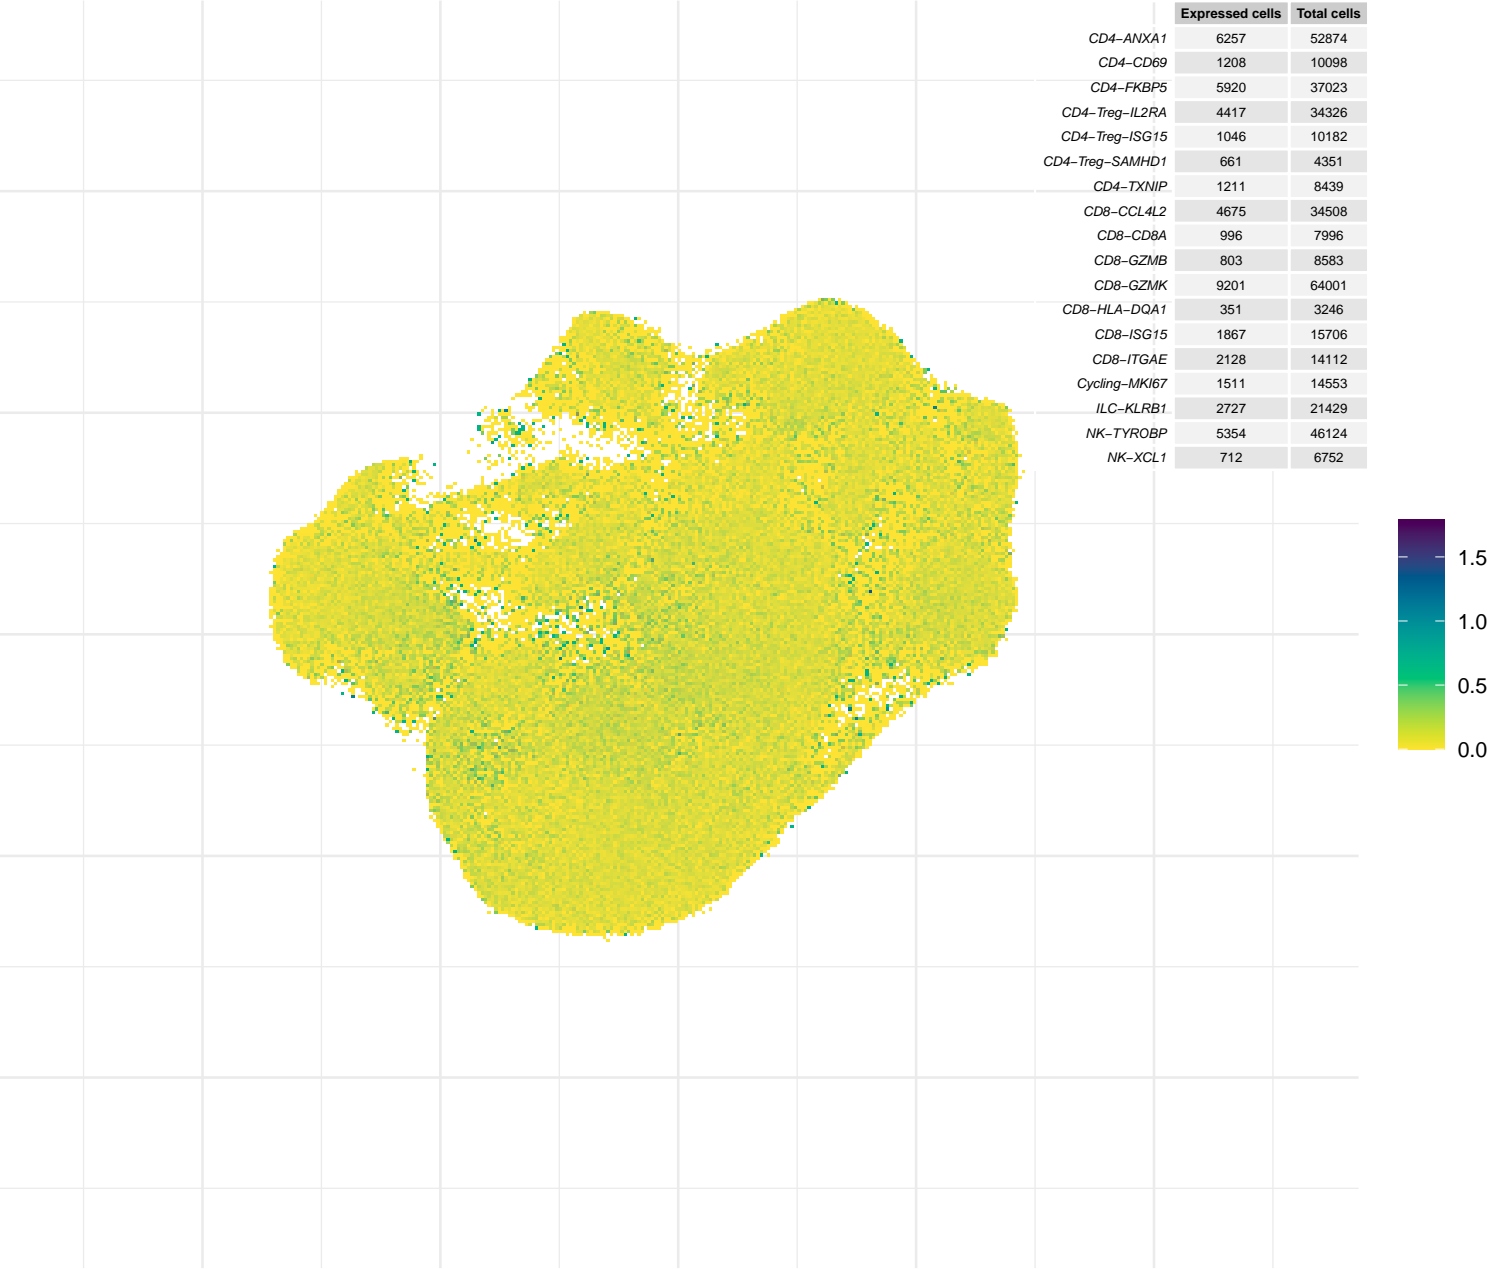 Expressed cells Total cells
CD4−ANXA1 6257 52874
CD4−CD69 1208 10098
CD4−FKBP5 5920 37023
CD4−Treg−IL2RA 4417 34326
CD4−Treg−ISG15 1046 10182
CD4−Treg−SAMHD1 661 4351
CD4−TXNIP 1211 8439
CD8−CCL4L2 4675 34508
CD8−CD8A 996 7996
CD8−GZMB 803 8583
CD8−GZMK 9201 64001
CD8−HLA−DQA1 351 3246
CD8−ISG15 1867 15706
CD8−ITGAE 2128 14112
Cycling−MKI67 1511 14553
ILC−KLRB1 2727 21429
NK−TYROBP 5354 46124
NK−XCL1 712 6752
1.5
1.0
0.5
0.0